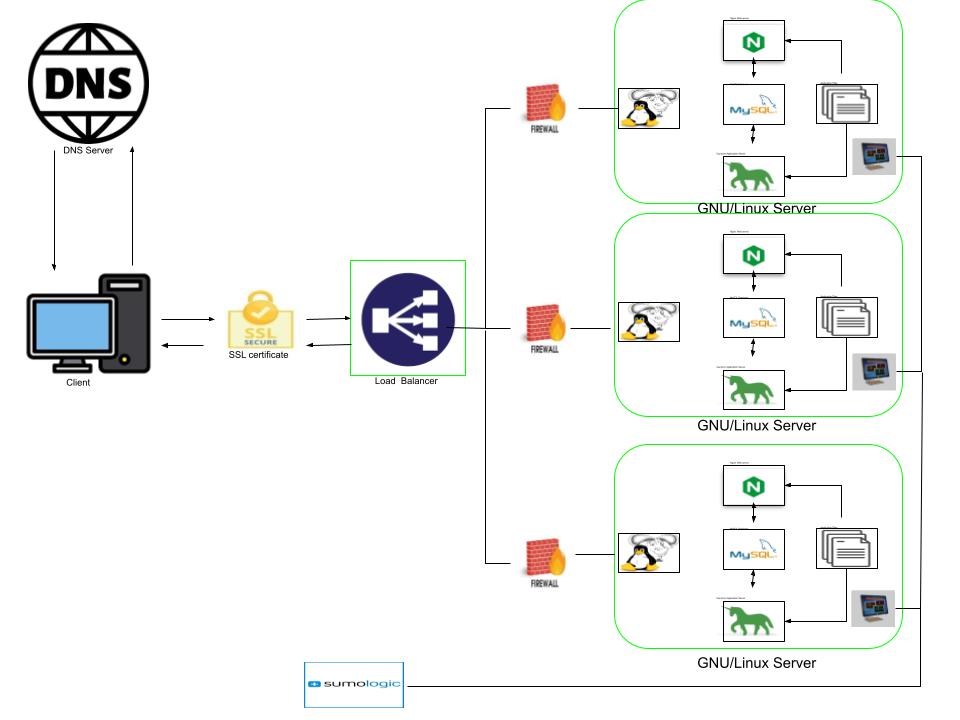 DNS
DNS Server
Client
SSL
SECURE
SSL certificate
Load Balancer
FIREWALL
N
MySQL
GNU/Linux Server
FIREWALL
N
MySQL
GNU/Linux Server
FIREWALL
N
MySQL
GNU/Linux Server
sumologic